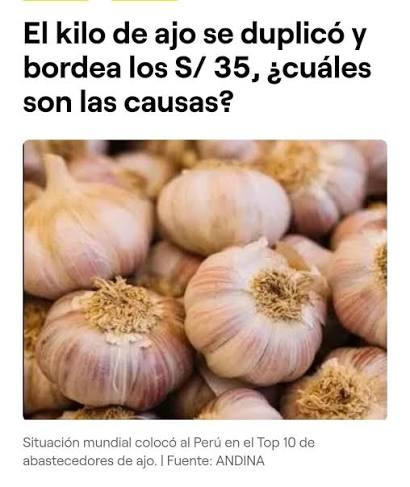 El kilo de ajo se duplicó y
bordea los S/ 35, ¿cuáles
son las causas?
Situación mundial colocó al Perú en el Top 10 de
abastecedores de ajo. | Fuente: ANDINA